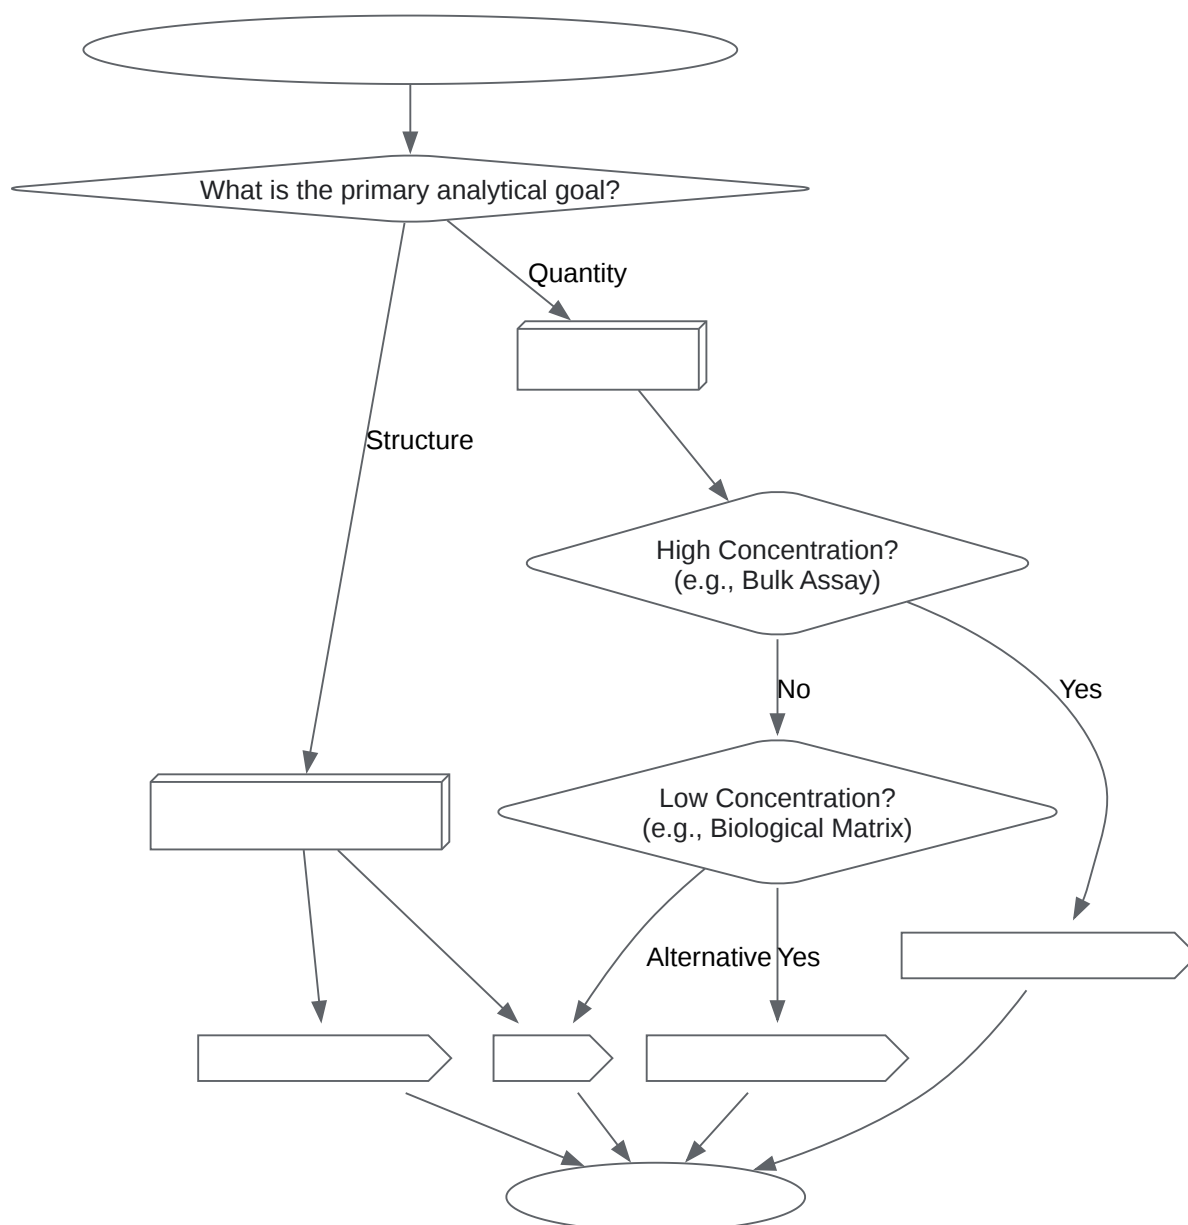 What is the primary analytical goal?
Quantity
Structure
High Concentration?
(e.g., Bulk Assay)
No
Yes
Low Concentration?
(e.g., Biological Matrix)
Alternative
Yes